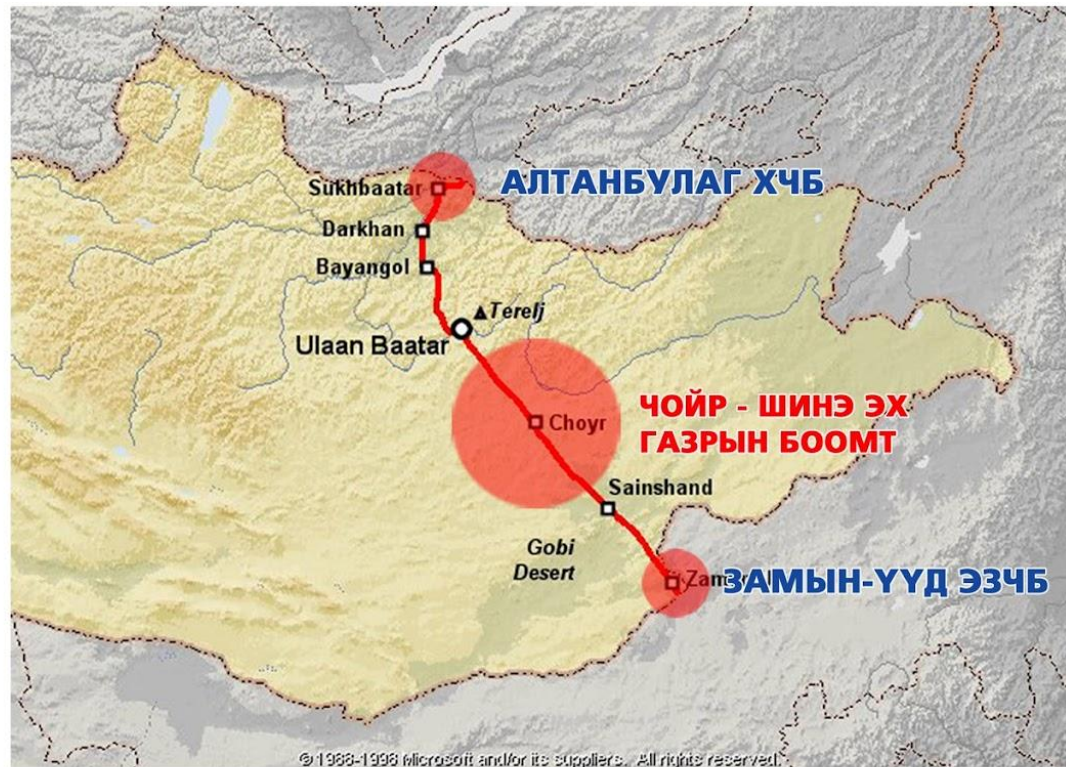 Sukhbaatar
АЛТАНБУЛАГ ХЧБ
Darkhan
Bayangol
Terelj
Ulaan Baatar
ЧОЙР - ШИНЭ ЭХ
ГАЗРЫН БООМТ
Choyr
Sainshand
Gobi
Desert
ЗАМЫН-ҮҮД ЭЗЧБ
© 1988-1998 Microsoft and/or its suppliers. All rights reserved.